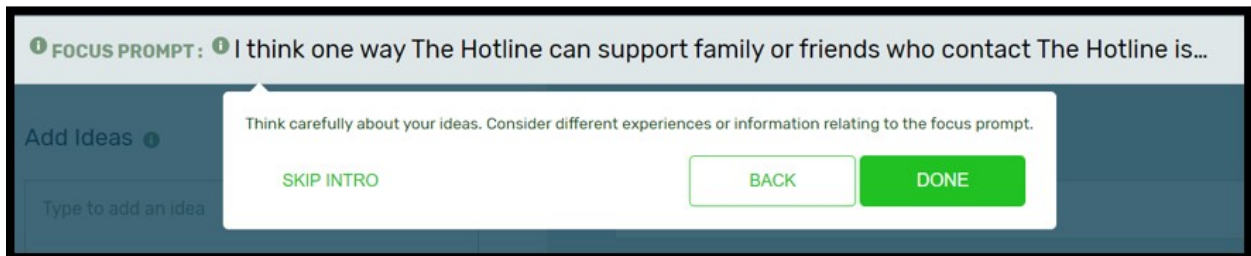 FOCUS PROMPT: I think one way The Hotline can support family or friends who contact The Hotline is...
Think carefully about your ideas. Consider different experiences or information relating to the focus prompt.
Add Ideas
SKIP INTRO
BACK
DONE
Type to add an idea